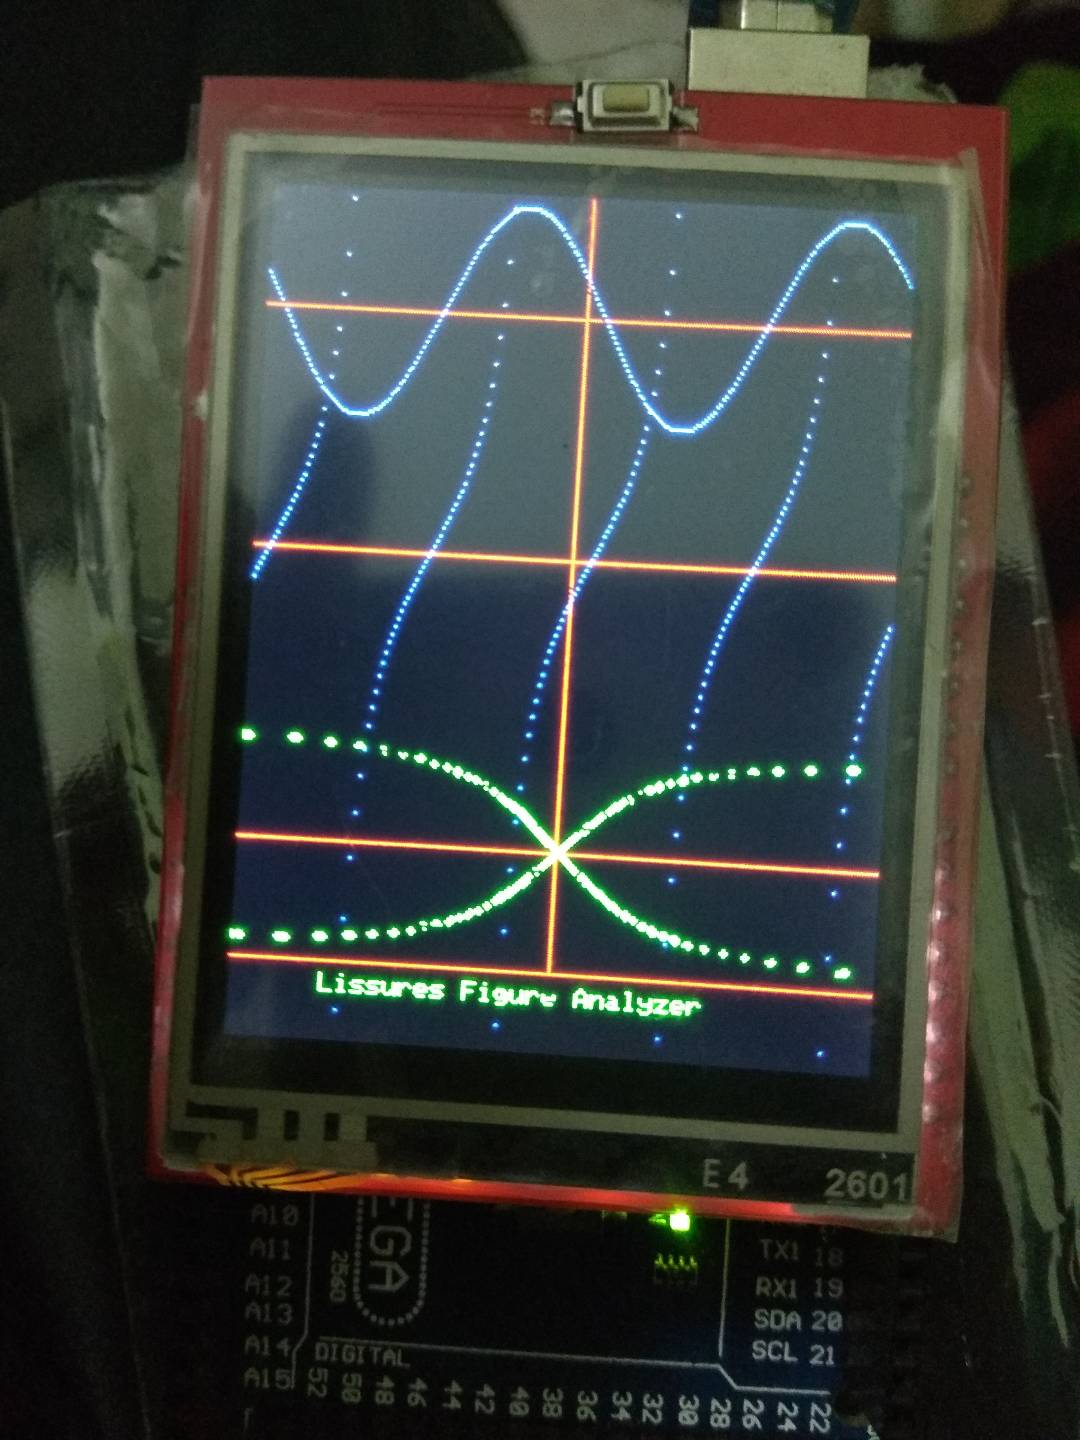 Lissures Figure Analyzer
E4 2601
A10
A11
A12
A13
A14
A15
EGA
2560
TX1 18
RX1 19
SDA 20
SCL 21
DIGITAL
52 50 48 46 44 42 40 38 36 34 32 30 28 26 24 22